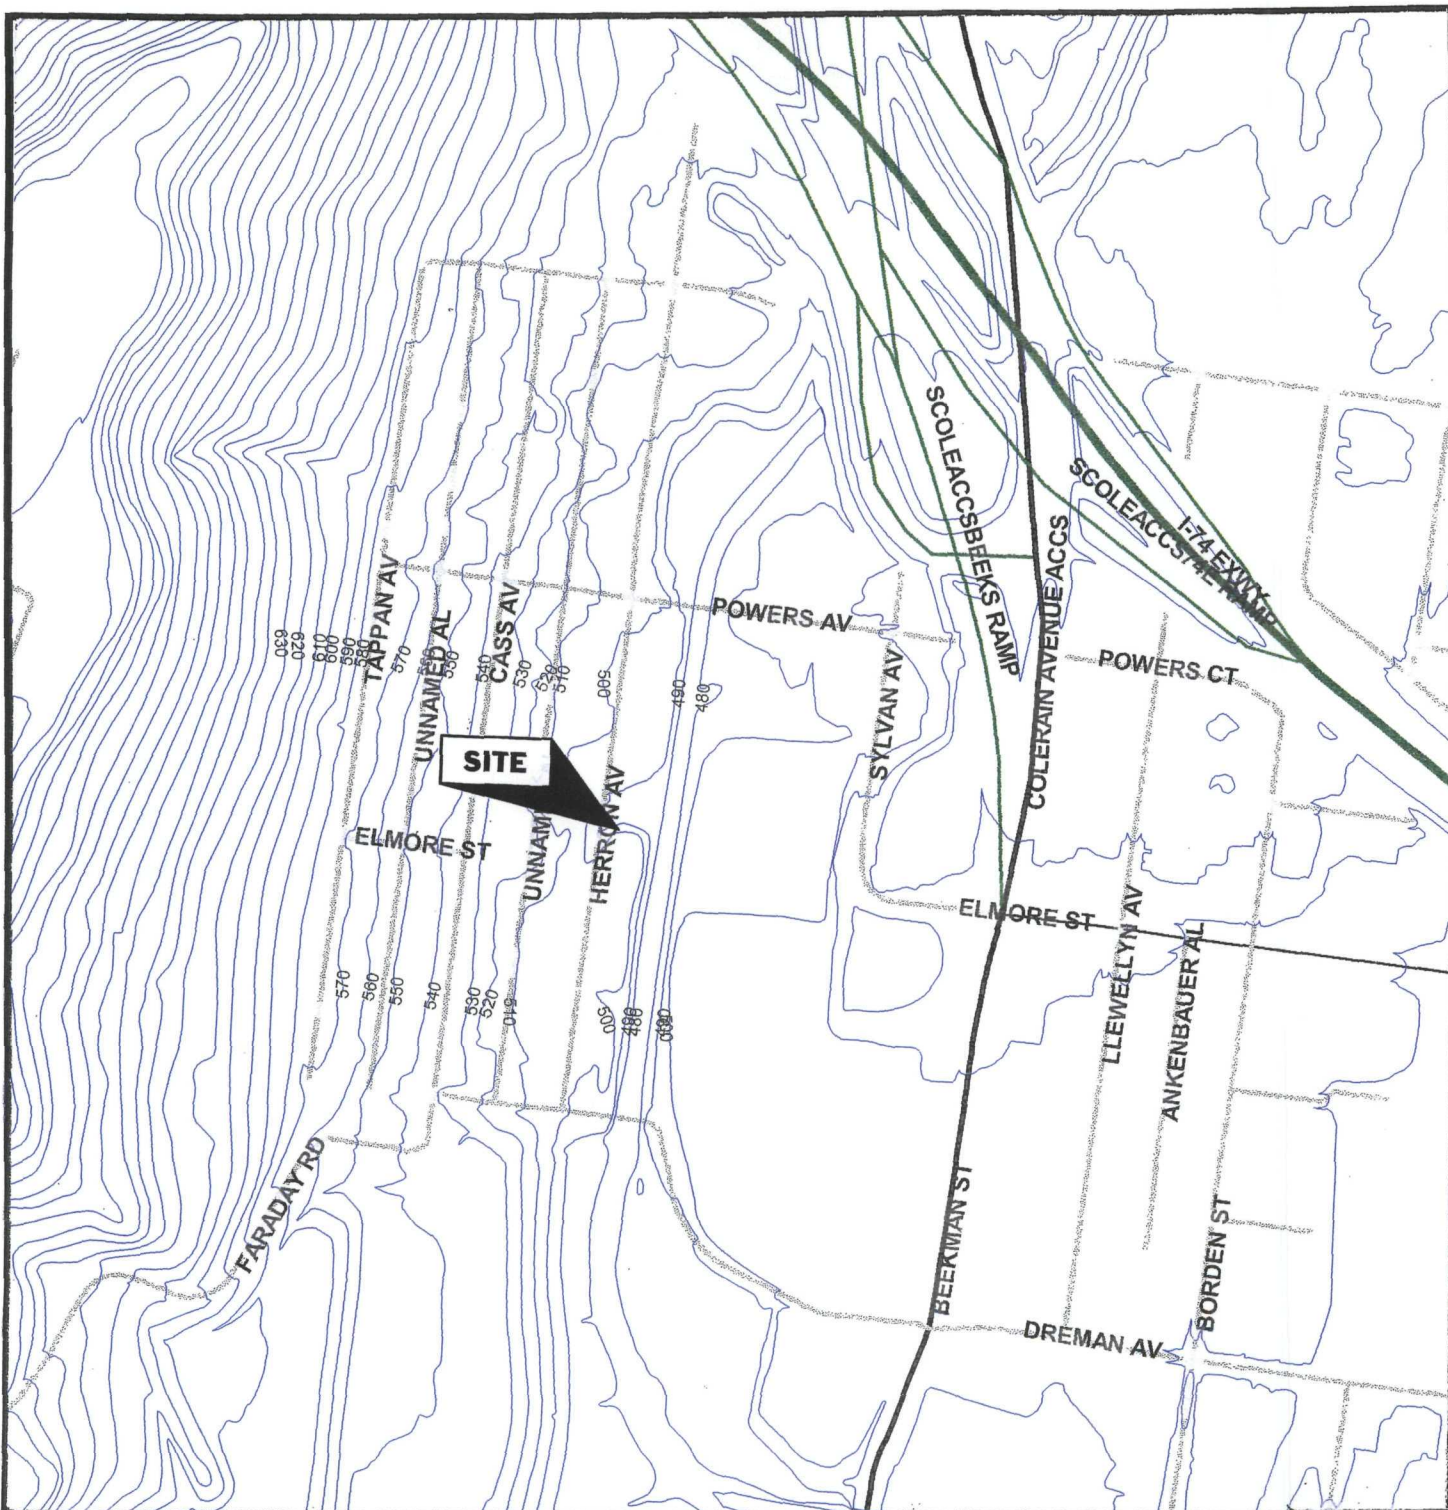 SCOLEACCSBEEKS RAMP
SCOLEACCS74E RAMP
I-74 EXWY
COLERAIN AVENUE ACCS
POWERS AV
POWERS CT
SYLVAN AV
TAPPAN AV
UNNAMED AL
CASS AV
630
620
610
600
590
580
570
550
540
530
520
510
500
490
480
SITE
HERRON AV
UNNAM
ELMORE ST
ELMORE ST
LLEWELLYN AV
ANKENBAUER AL
570
560
550
540
530
520
510
500
480
500
FARADAY RD
BEEKMAN ST
BORDEN ST
DREMAN AV